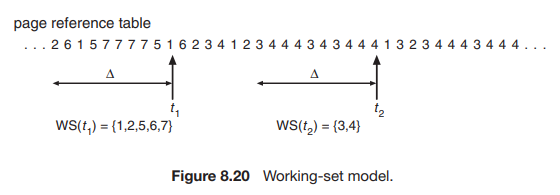 page reference table
. . . 2 6 1 5 7 7 7 7 5 1 6 2 3 4 1 2 3 4 4 4 3 4 3 4 4 4 1 3 2 3 4 4 4 3 4 4 4 . . .
Δ Δ
t₁ t₂
WS(t₁) = {1,2,5,6,7} WS(t₂) = {3,4}
Figure 8.20 Working-set model.